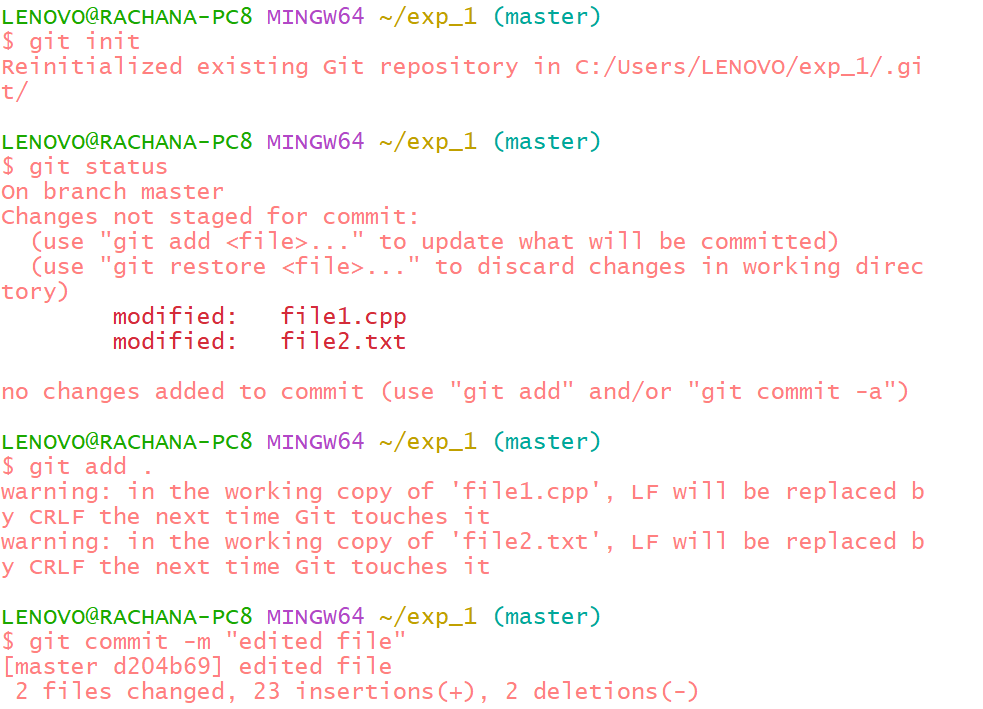 LENOVO@RACHANA-PC8 MINGW64 ~/exp_1 (master)
$ git init
Reinitialized existing Git repository in C:/Users/LENOVO/exp_1/.gi
t/
LENOVO@RACHANA-PC8 MINGW64 ~/exp_1 (master)
$ git status
On branch master
Changes not staged for commit:
  (use "git add <file>..." to update what will be committed)
  (use "git restore <file>..." to discard changes in working direc
tory)
        modified:   file1.cpp
        modified:   file2.txt
no changes added to commit (use "git add" and/or "git commit -a")
LENOVO@RACHANA-PC8 MINGW64 ~/exp_1 (master)
$ git add .
warning: in the working copy of 'file1.cpp', LF will be replaced b
y CRLF the next time Git touches it
warning: in the working copy of 'file2.txt', LF will be replaced b
y CRLF the next time Git touches it
LENOVO@RACHANA-PC8 MINGW64 ~/exp_1 (master)
$ git commit -m "edited file"
[master d204b69] edited file
 2 files changed, 23 insertions(+), 2 deletions(-)